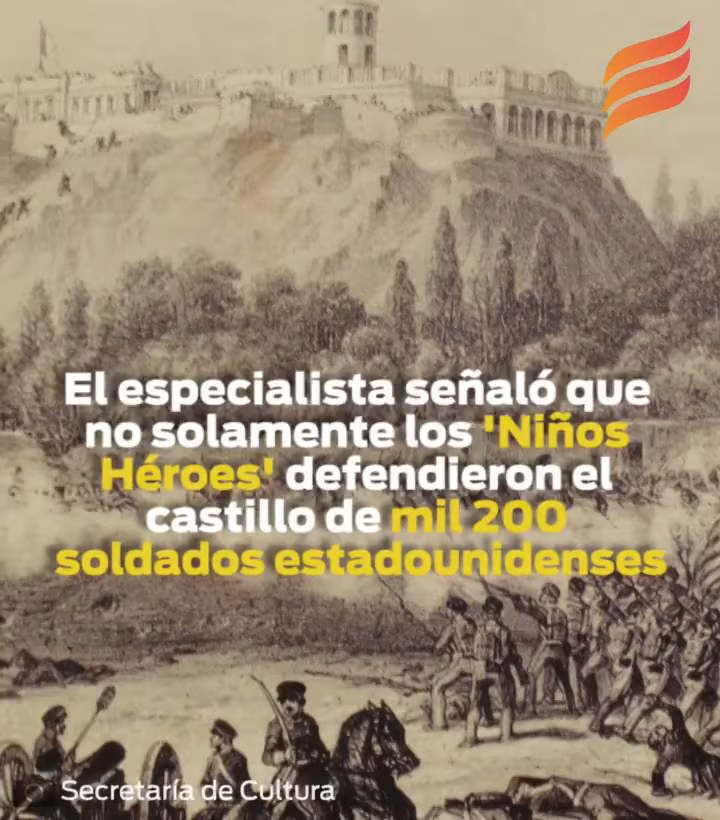 El especialista señaló que
no solamente los 'Niños
Héroes' defendieron el
castillo de mil 200
soldados estadounidenses
Secretaría de Cultura